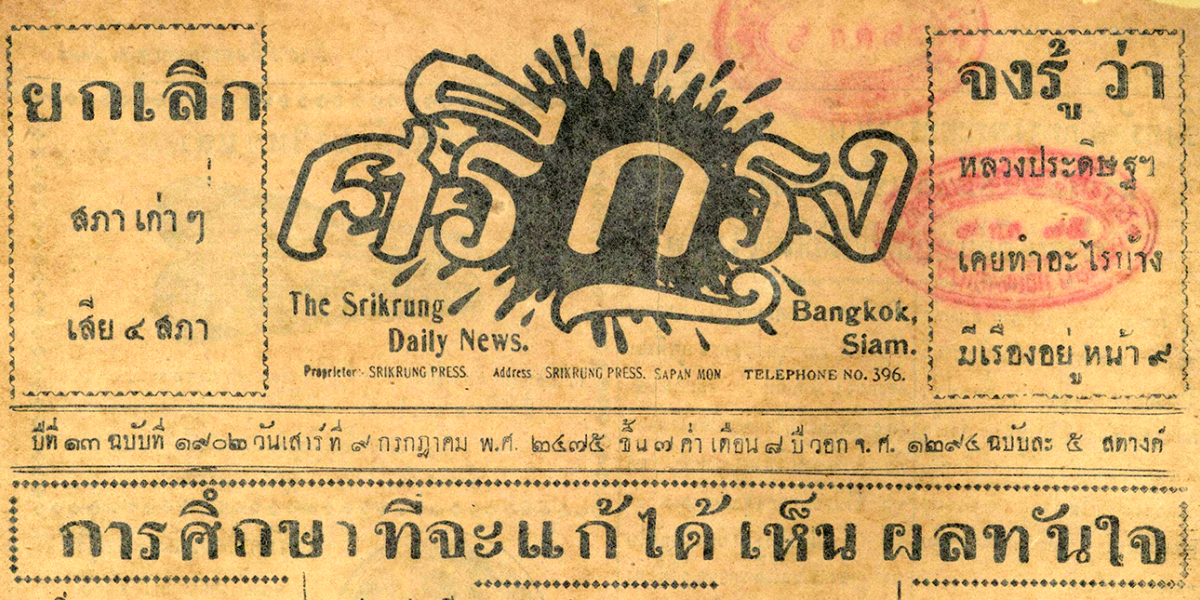 ยกเลิก
สภาเก่าๆ
เสีย ๔ สภา
ศรีกรุง
The Srikrung
Daily News.
Bangkok,
Siam.
Proprietor:- SRIKRUNG PRESS. Address SRIKRUNG PRESS. SAPAN MON TELEPHONE NO. 396.
จงรู้ว่า
หลวงประดิษฐฯ
เคยทำอะไรบ้าง
มีเรื่องอยู่หน้า ๙
ปีที่ ๑๓ ฉบับที่ ๑๙๐๒ วันเสาร์ที่ ๙ กรกฎาคม พ.ศ. ๒๔๗๕ ขึ้น ๗ ค่ำ เดือน ๘ ปีวอก จ.ศ. ๑๒๙๔ ฉบับละ ๕ สตางค์
การศึกษาที่จะแก้ได้เห็นผลทันใจ